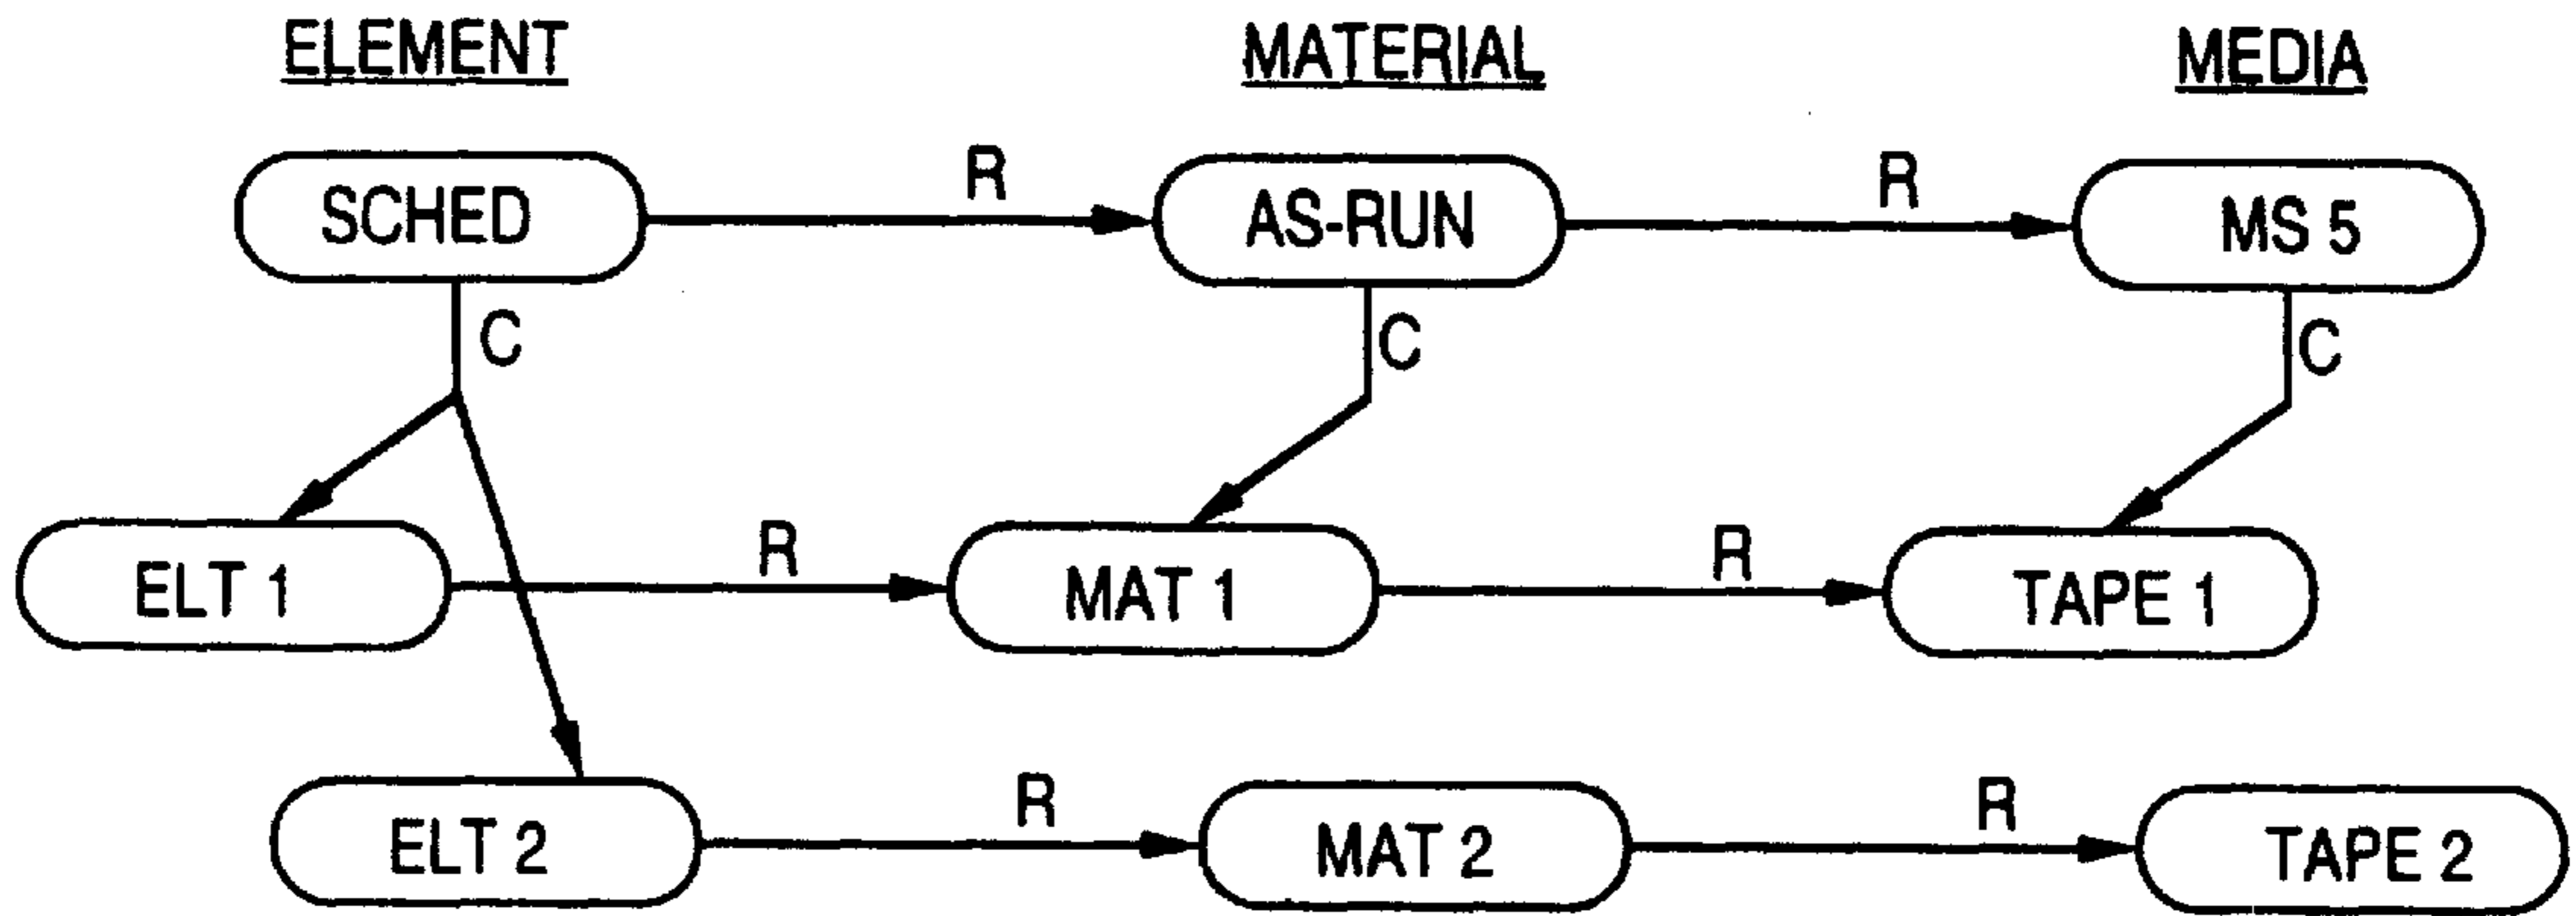 ELEMENT MATERIAL MEDIA
R R
SCHED AS-RUN MS 5
C C C
R R
ELT 1 MAT 1 TAPE 1
R R
ELT 2 MAT 2 TAPE 2